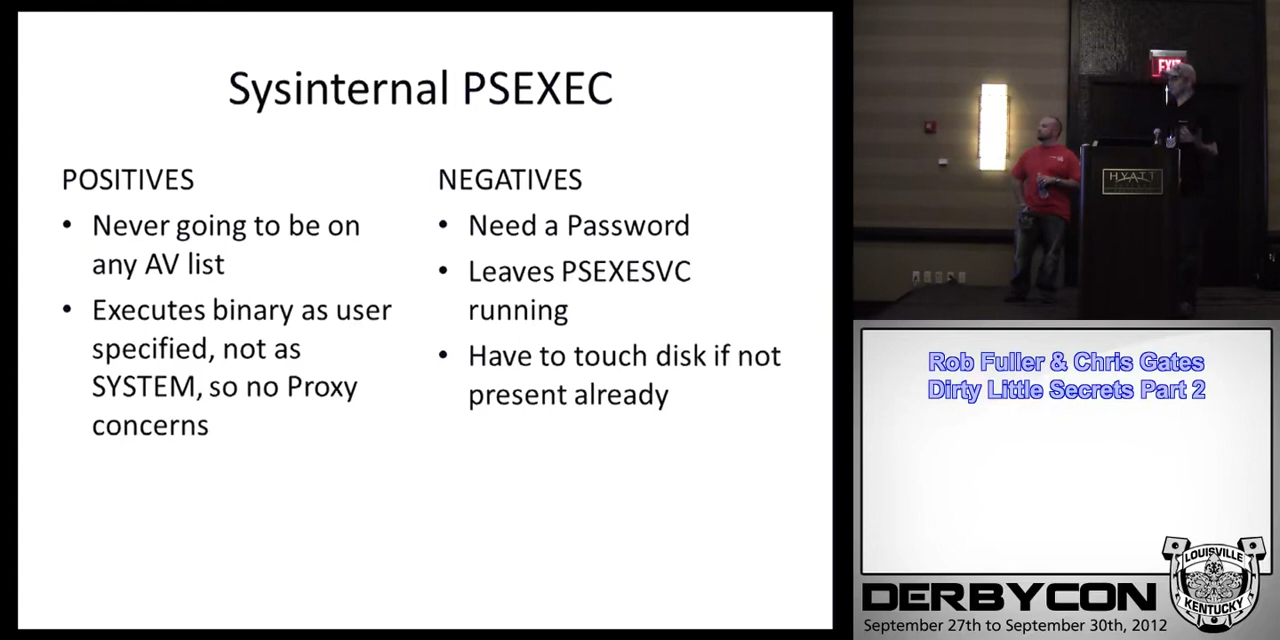 Sysinternal PSEXEC
POSITIVES
• Never going to be on
any AV list
• Executes binary as user
specified, not as
SYSTEM, so no Proxy
concerns
NEGATIVES
• Need a Password
• Leaves PSEXESVC
running
• Have to touch disk if not
present already
EXIT
HYATT
Rob Fuller & Chris Gates
Dirty Little Secrets Part 2
LOUISVILLE
KENTUCKY
DERBYCON
September 27th to September 30th, 2012